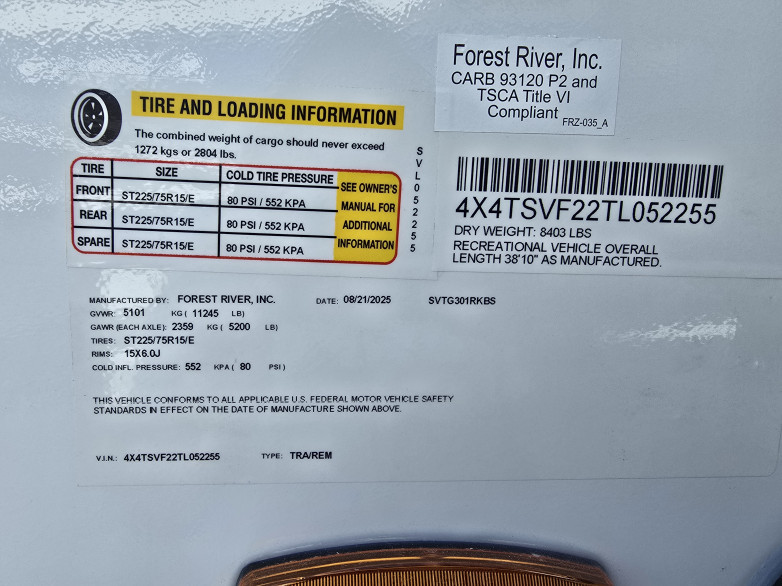 Forest River, Inc.
CARB 93120 P2 and
TSCA Title VI
Compliant
FRZ-035_A
TIRE AND LOADING INFORMATION
The combined weight of cargo should never exceed
1272 kgs or 2804 lbs.
TIRE SIZE COLD TIRE PRESSURE
FRONT ST225/75R15/E 80 PSI / 552 KPA
REAR ST225/75R15/E 80 PSI / 552 KPA
SPARE ST225/75R15/E 80 PSI / 552 KPA
SEE OWNER'S
MANUAL FOR
ADDITIONAL
INFORMATION
SVL052255
4X4TSVF22TL052255
DRY WEIGHT: 8403 LBS
RECREATIONAL VEHICLE OVERALL
LENGTH 38'10" AS MANUFACTURED.
MANUFACTURED BY: FOREST RIVER, INC. DATE: 08/21/2025 SVTG301RKBS
GVWR: 5101 KG ( 11245 LB)
GAWR (EACH AXLE): 2359 KG ( 5200 LB)
TIRES: ST225/75R15/E
RIMS: 15X6.0J
COLD INFL. PRESSURE: 552 KPA ( 80 PSI )
THIS VEHICLE CONFORMS TO ALL APPLICABLE U.S. FEDERAL MOTOR VEHICLE SAFETY
STANDARDS IN EFFECT ON THE DATE OF MANUFACTURE SHOWN ABOVE.
V.I.N.: 4X4TSVF22TL052255 TYPE: TRA/REM